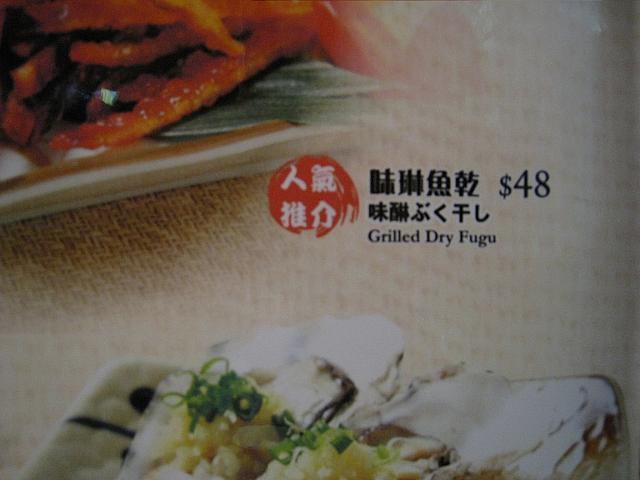 人氣
推介
味琳魚乾 $48
味醂ふぐ干し
Grilled Dry Fugu